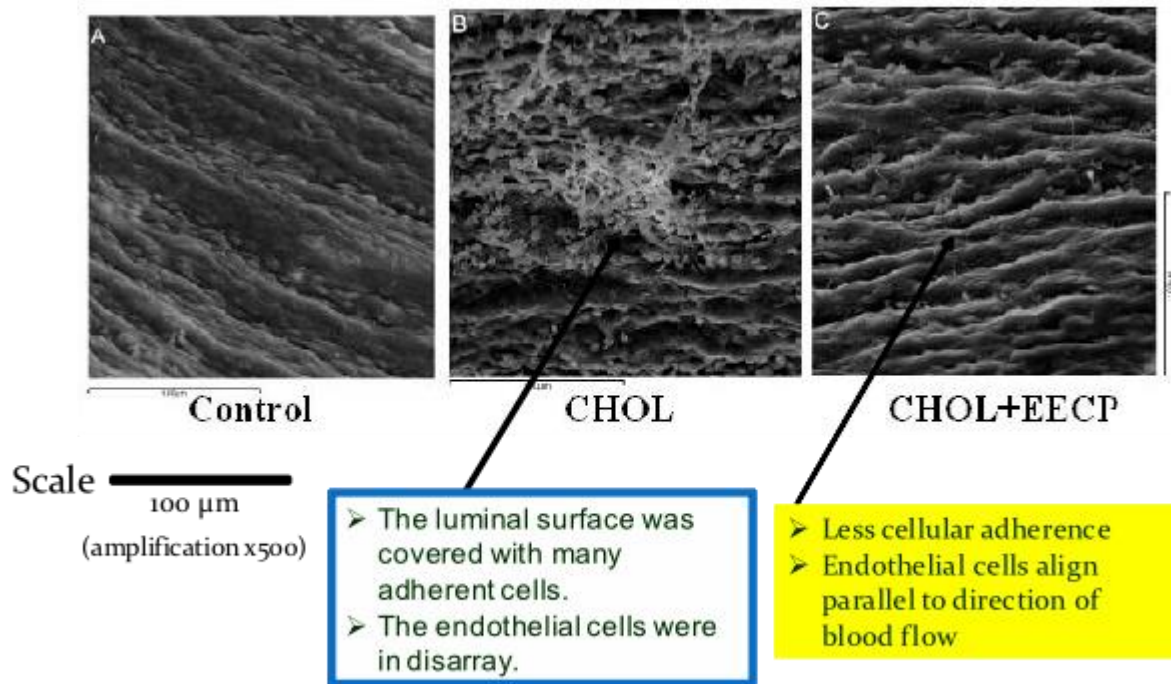 A
B
C
Control
CHOL
CHOL+EECP
Scale
100 µm
(amplification x500)
➢ The luminal surface was
covered with many
adherent cells.
➢ The endothelial cells were
in disarray.
➢ Less cellular adherence
➢ Endothelial cells align
parallel to direction of
blood flow